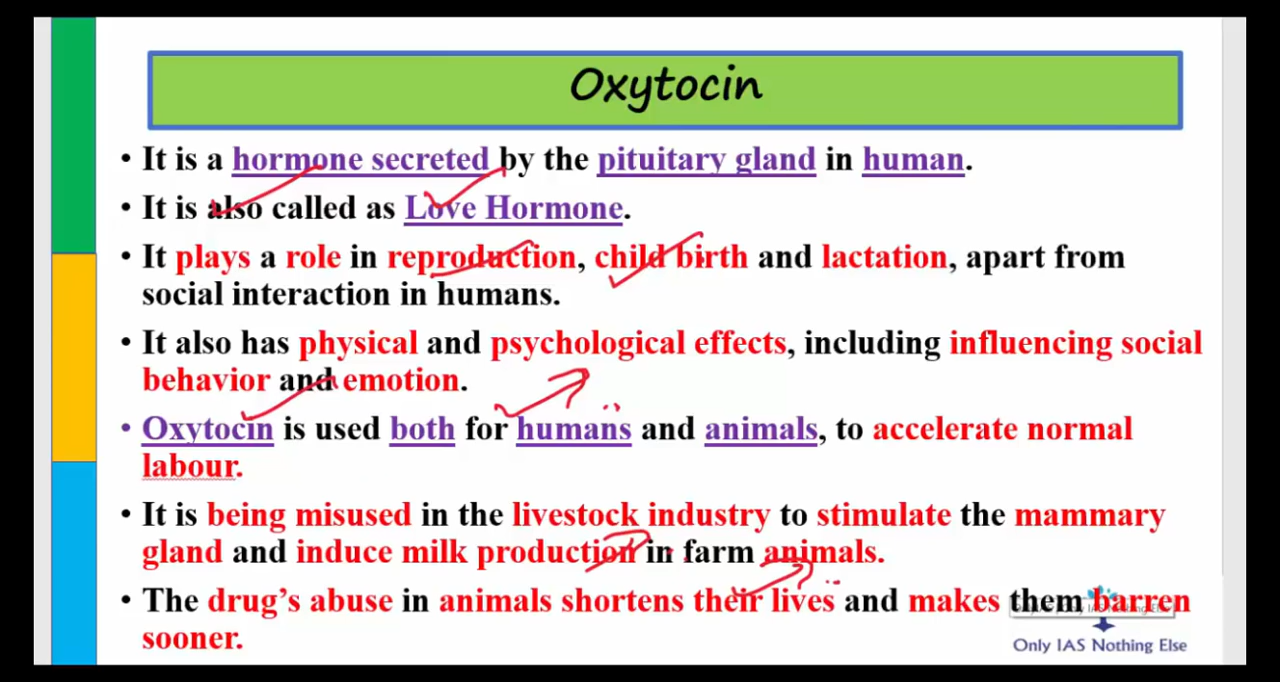 Oxytocin
• It is a hormone secreted by the pituitary gland in human.
• It is also called as Love Hormone.
• It plays a role in reproduction, child birth and lactation, apart from
social interaction in humans.
• It also has physical and psychological effects, including influencing social
behavior and emotion.
• Oxytocin is used both for humans and animals, to accelerate normal
labour.
• It is being misused in the livestock industry to stimulate the mammary
gland and induce milk production in farm animals.
• The drug's abuse in animals shortens their lives and makes them barren
sooner.
Only IAS Nothing Else